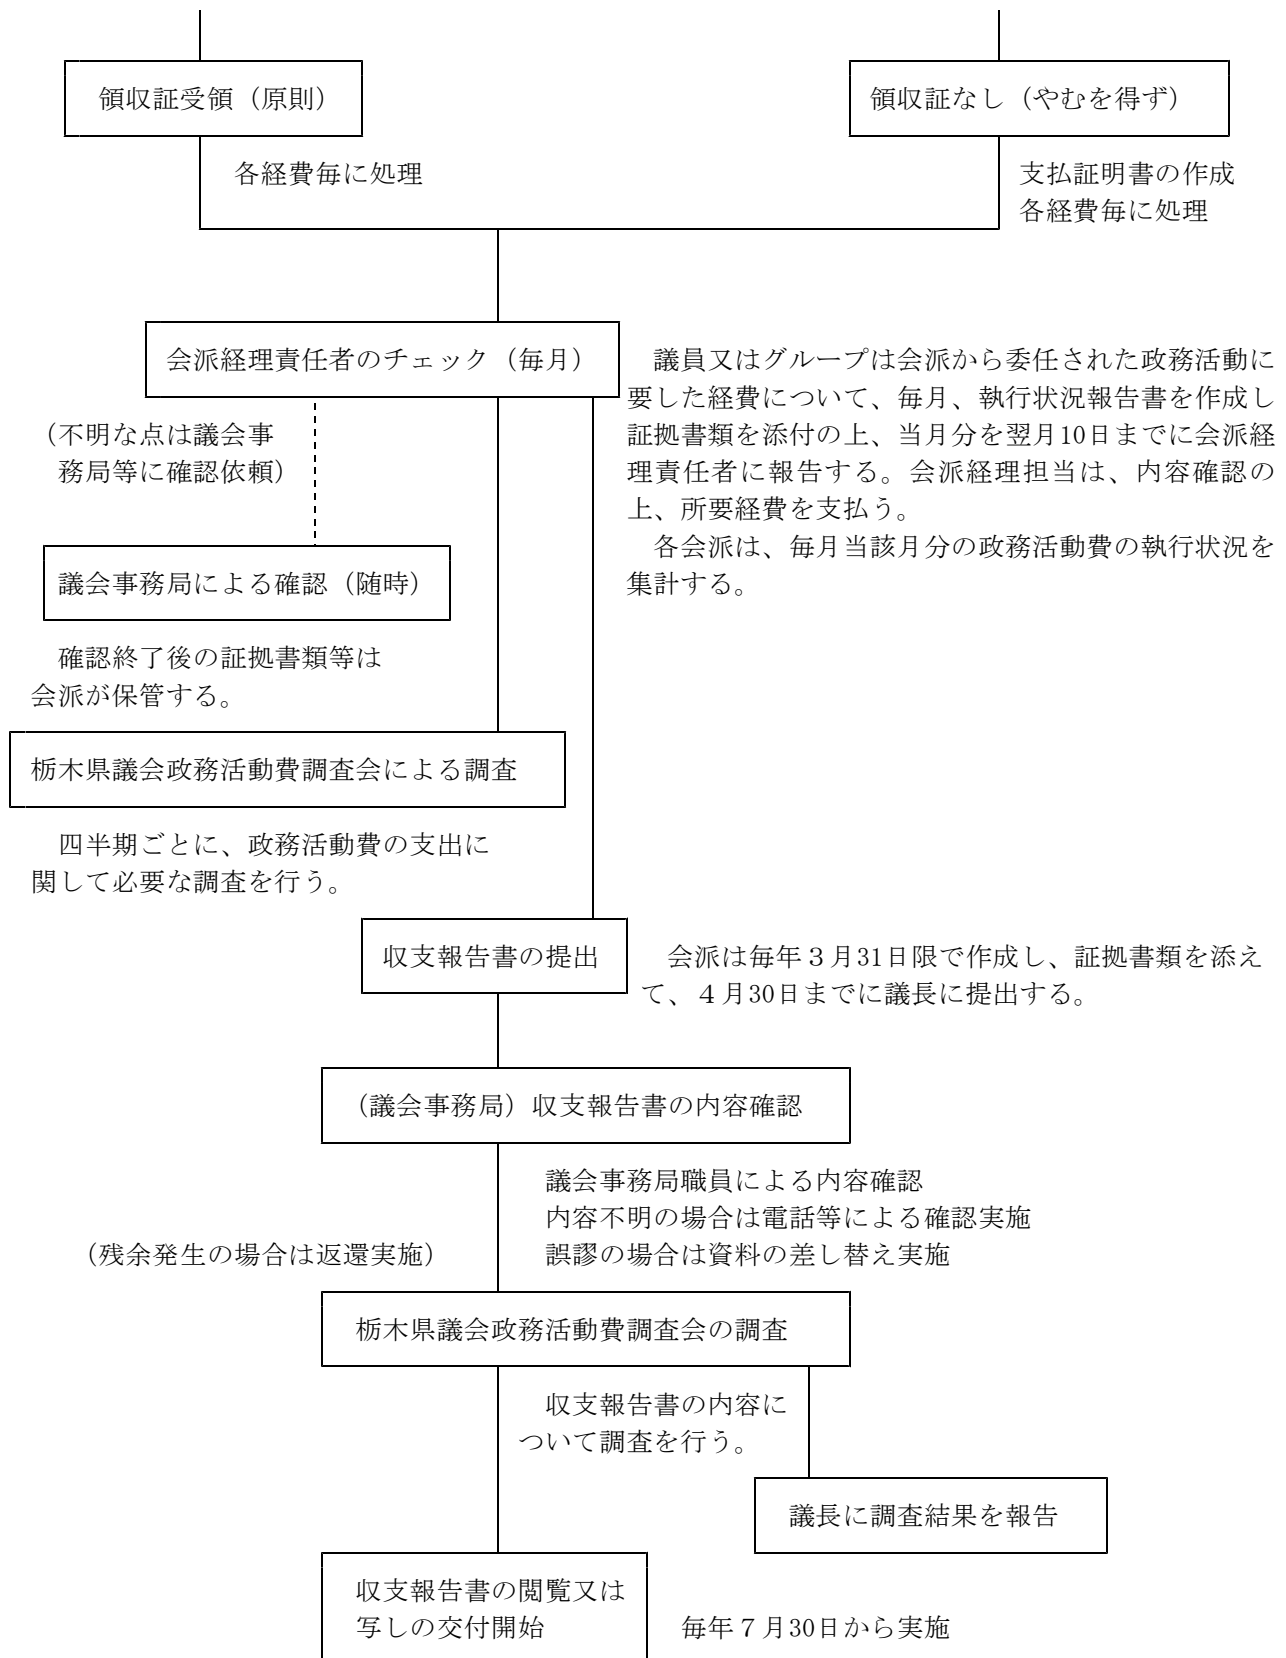 領収証受領（原則）
領収証なし（やむを得ず）
各経費毎に処理
支払証明書の作成
各経費毎に処理
会派経理責任者のチェック（毎月）
議員又はグループは会派から委任された政務活動に
要した経費について、毎月、執行状況報告書を作成し
証拠書類を添付の上、当月分を翌月10日までに会派経
理責任者に報告する。会派経理担当は、内容確認の
上、所要経費を支払う。
各会派は、毎月当該月分の政務活動費の執行状況を
集計する。
（不明な点は議会事
務局等に確認依頼）
議会事務局による確認（随時）
確認終了後の証拠書類等は
会派が保管する。
栃木県議会政務活動費調査会による調査
四半期ごとに、政務活動費の支出に
関して必要な調査を行う。
収支報告書の提出
会派は毎年３月31日限で作成し、証拠書類を添え
て、４月30日までに議長に提出する。
（議会事務局）収支報告書の内容確認
議会事務局職員による内容確認
内容不明の場合は電話等による確認実施
誤謬の場合は資料の差し替え実施
（残余発生の場合は返還実施）
栃木県議会政務活動費調査会の調査
収支報告書の内容に
ついて調査を行う。
議長に調査結果を報告
収支報告書の閲覧又は
写しの交付開始
毎年７月30日から実施